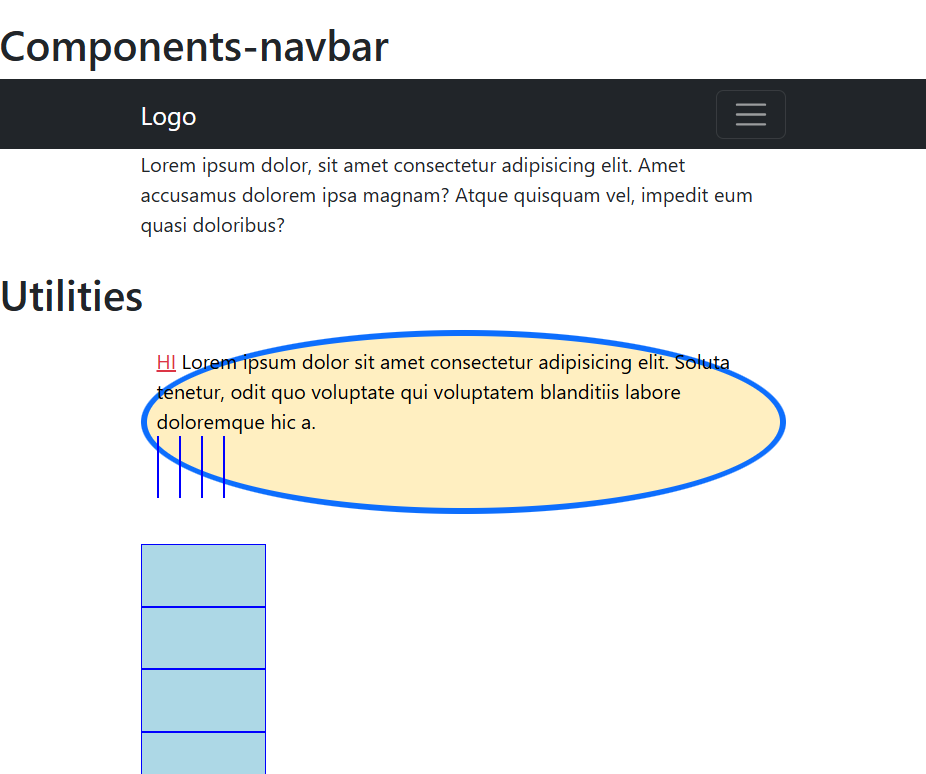 Components-navbar
Logo
Lorem ipsum dolor, sit amet consectetur adipisicing elit. Amet
accusamus dolorem ipsa magnam? Atque quisquam vel, impedit eum
quasi doloribus?
Utilities
HI Lorem ipsum dolor sit amet consectetur adipisicing elit. Soluta
tenetur, odit quo voluptate qui voluptatem blanditiis labore
doloremque hic a.